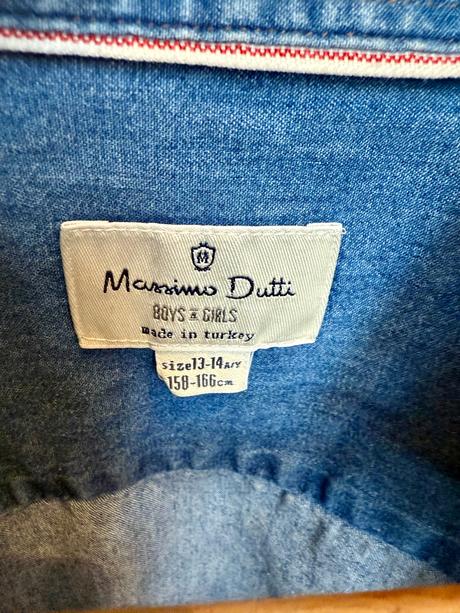 M
Massimo Dutti
BOYS & GIRLS
made in turkey
size13-14A/Y
158-166cm